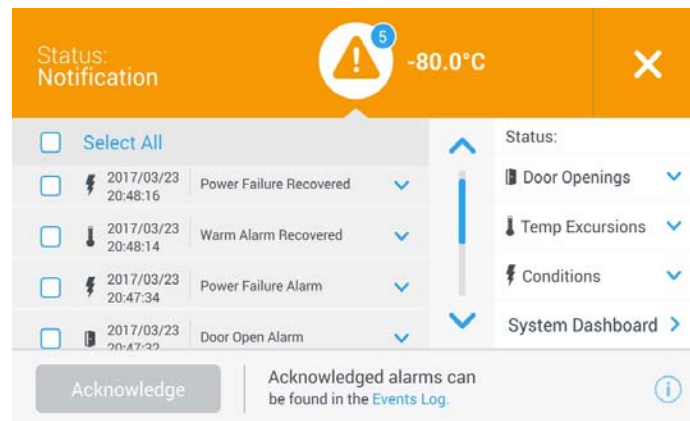 Status:
Notification
5
-80.0°C
Select All
2017/03/23
20:48:16
Power Failure Recovered
2017/03/23
20:48:14
Warm Alarm Recovered
2017/03/23
20:47:34
Power Failure Alarm
2017/03/23
20:47:32
Door Open Alarm
Status:
Door Openings
Temp Excursions
Conditions
System Dashboard
Acknowledge
Acknowledged alarms can
be found in the Events Log.